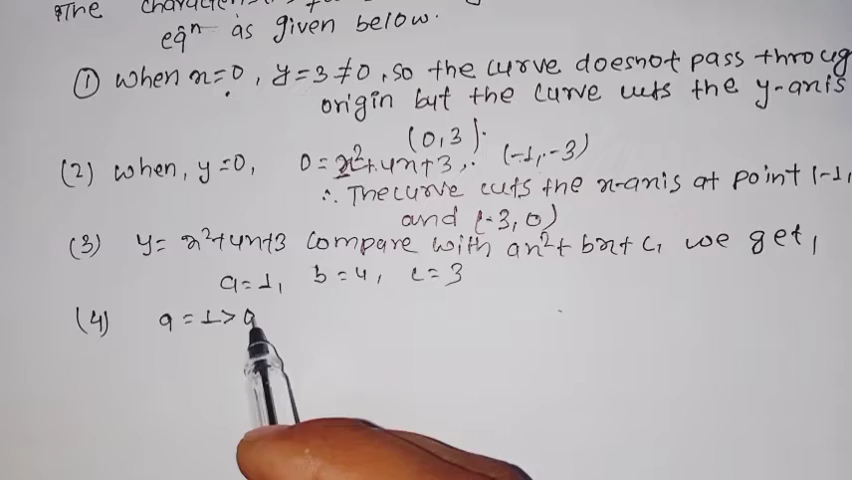 The
eqn as given below.
(1) when x=0, y=3≠0, so the curve doesnot pass throug
origin but the curve cuts the y-axis
(0,3).
(2) when, y=0, 0=x²+4x+3, ∴ (-1,-3)
∴ The curve cuts the x-axis at point (-1,
and (-3,0)
(3) y= x²+4x+3 compare with ax²+bx+c, we get,
a=1, b=4, c=3
(4) a=1>0